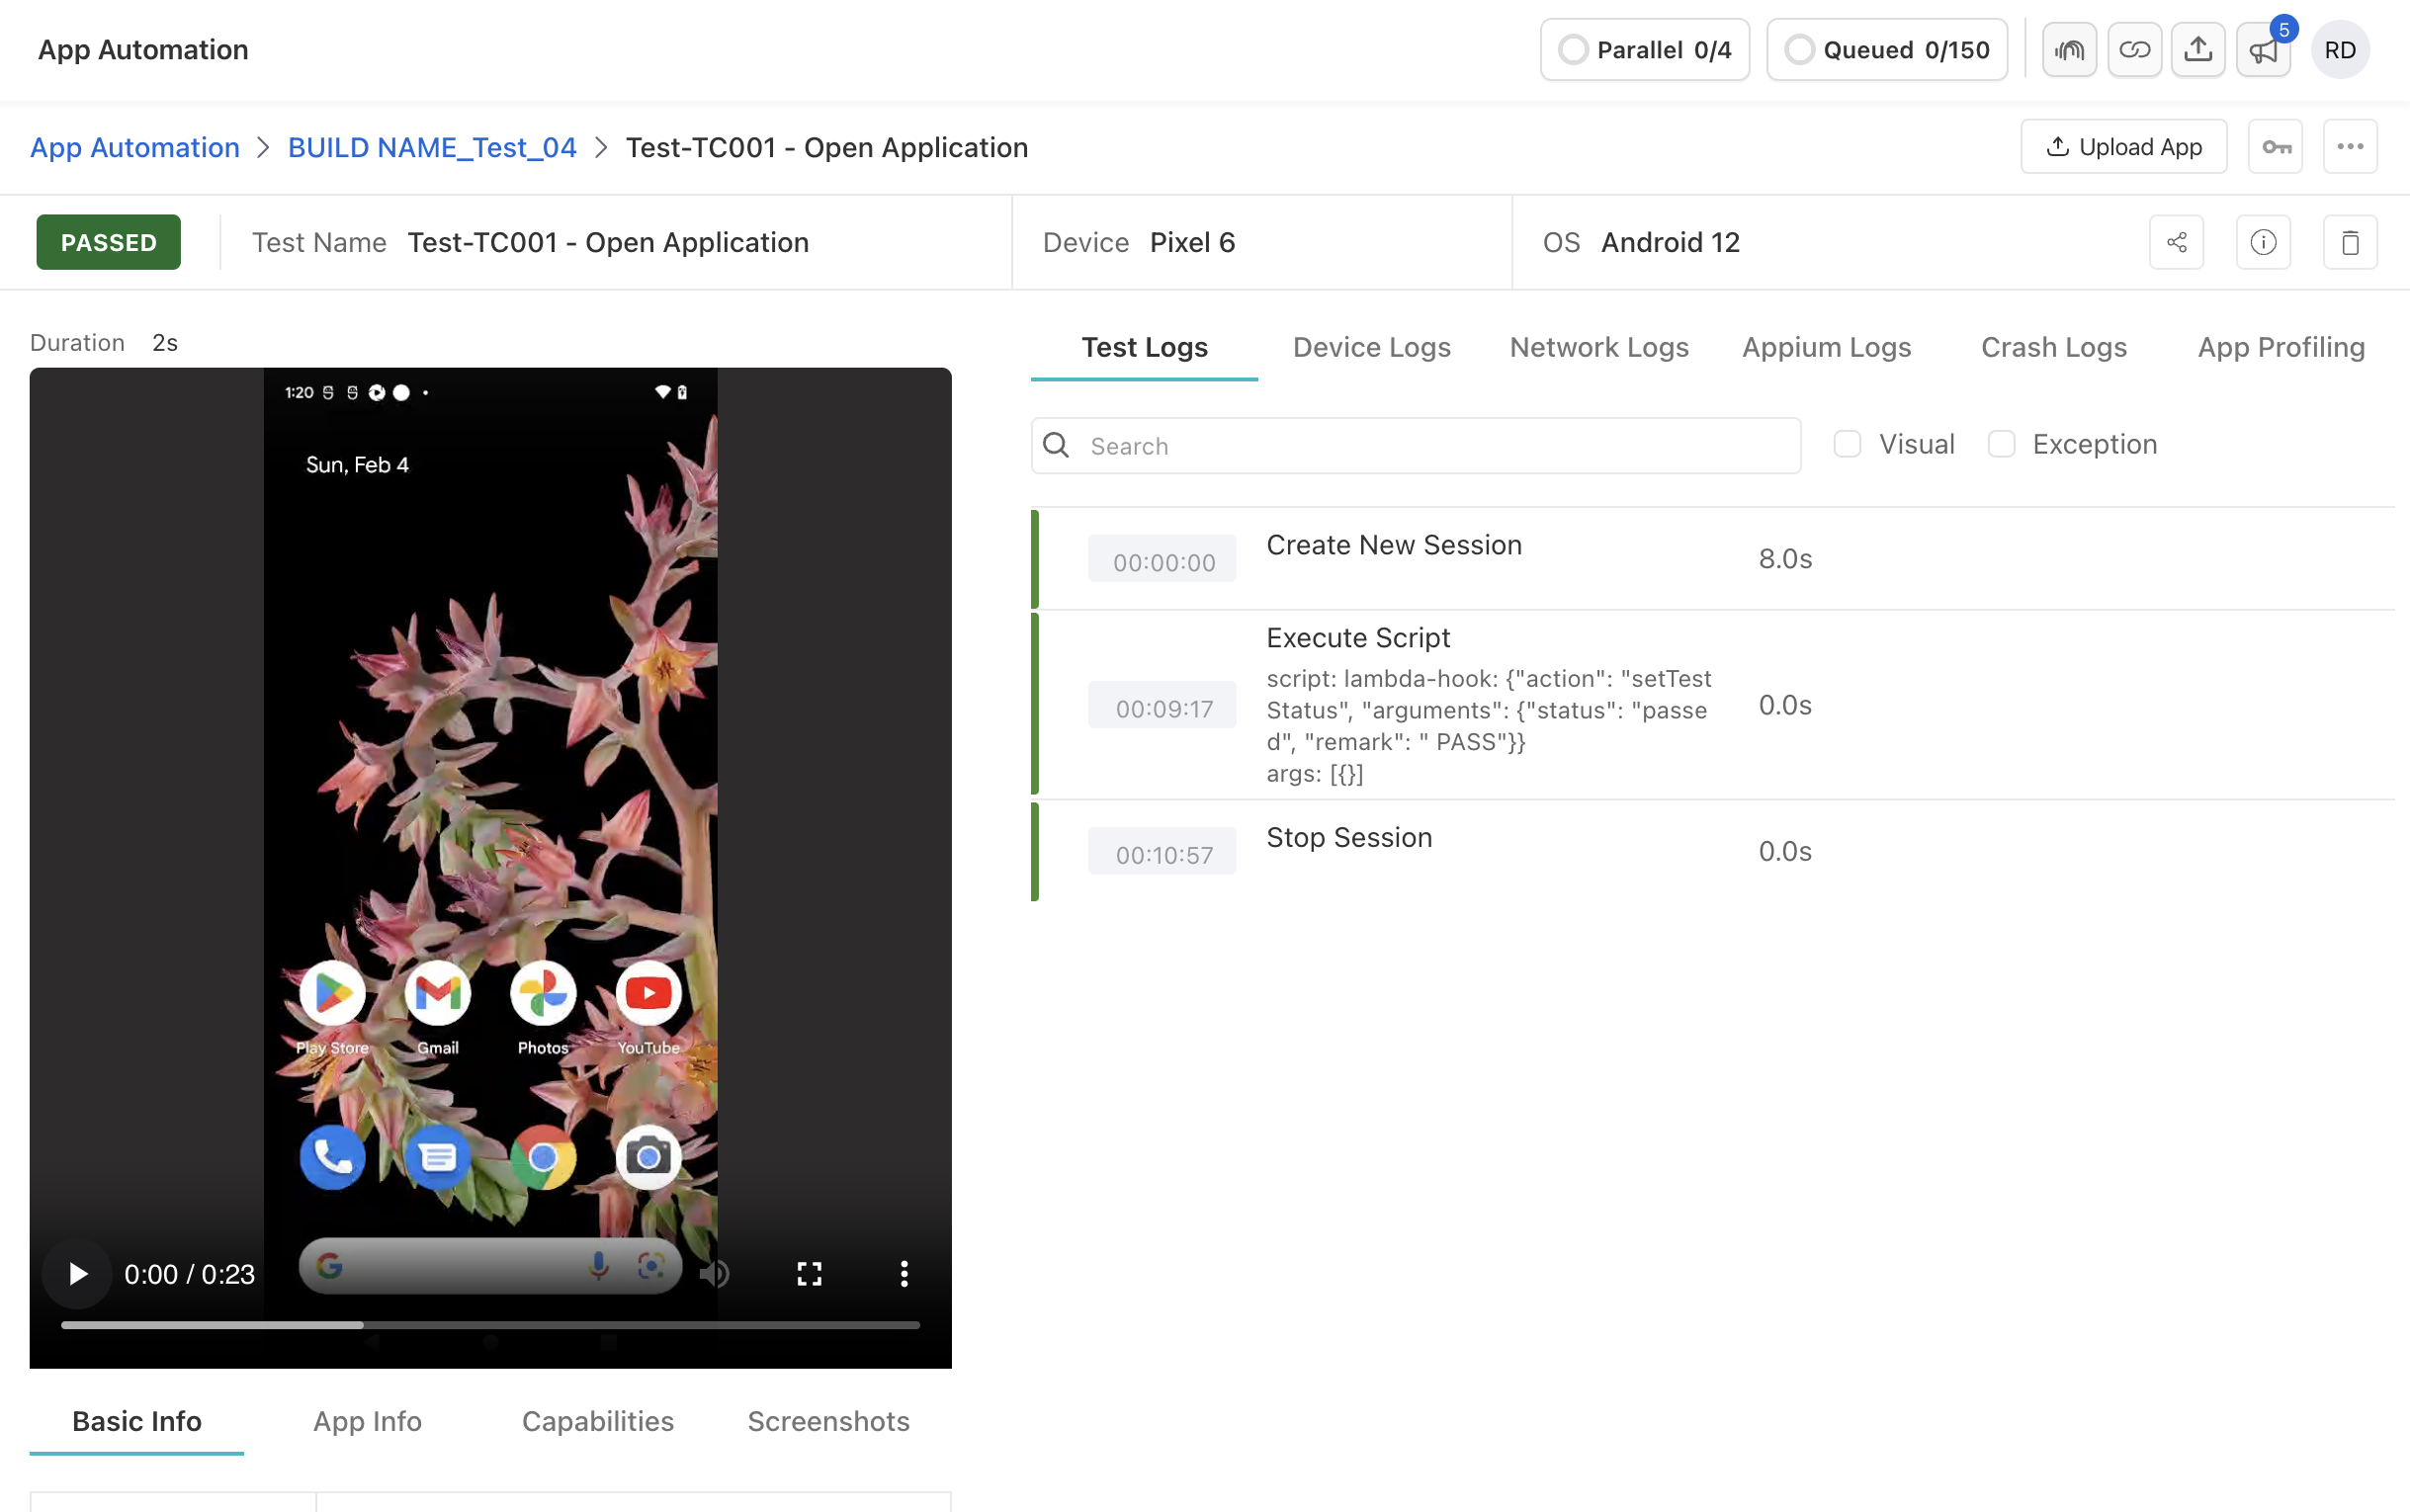 App Automation
Parallel 0/4
Queued 0/150
5
RD
App Automation > BUILD NAME_Test_04 > Test-TC001 - Open Application
Upload App
PASSED
Test Name Test-TC001 - Open Application
Device Pixel 6
OS Android 12
Duration 2s
1:20
Sun, Feb 4
Play Store
Gmail
Photos
YouTube
0:00 / 0:23
Basic Info
App Info
Capabilities
Screenshots
Test Logs
Device Logs
Network Logs
Appium Logs
Crash Logs
App Profiling
Search
Visual
Exception
00:00:00
Create New Session
8.0s
00:09:17
Execute Script
script: lambda-hook: {"action": "setTest
Status", "arguments": {"status": "passe
d", "remark": " PASS"}}
args: [{}]
0.0s
00:10:57
Stop Session
0.0s